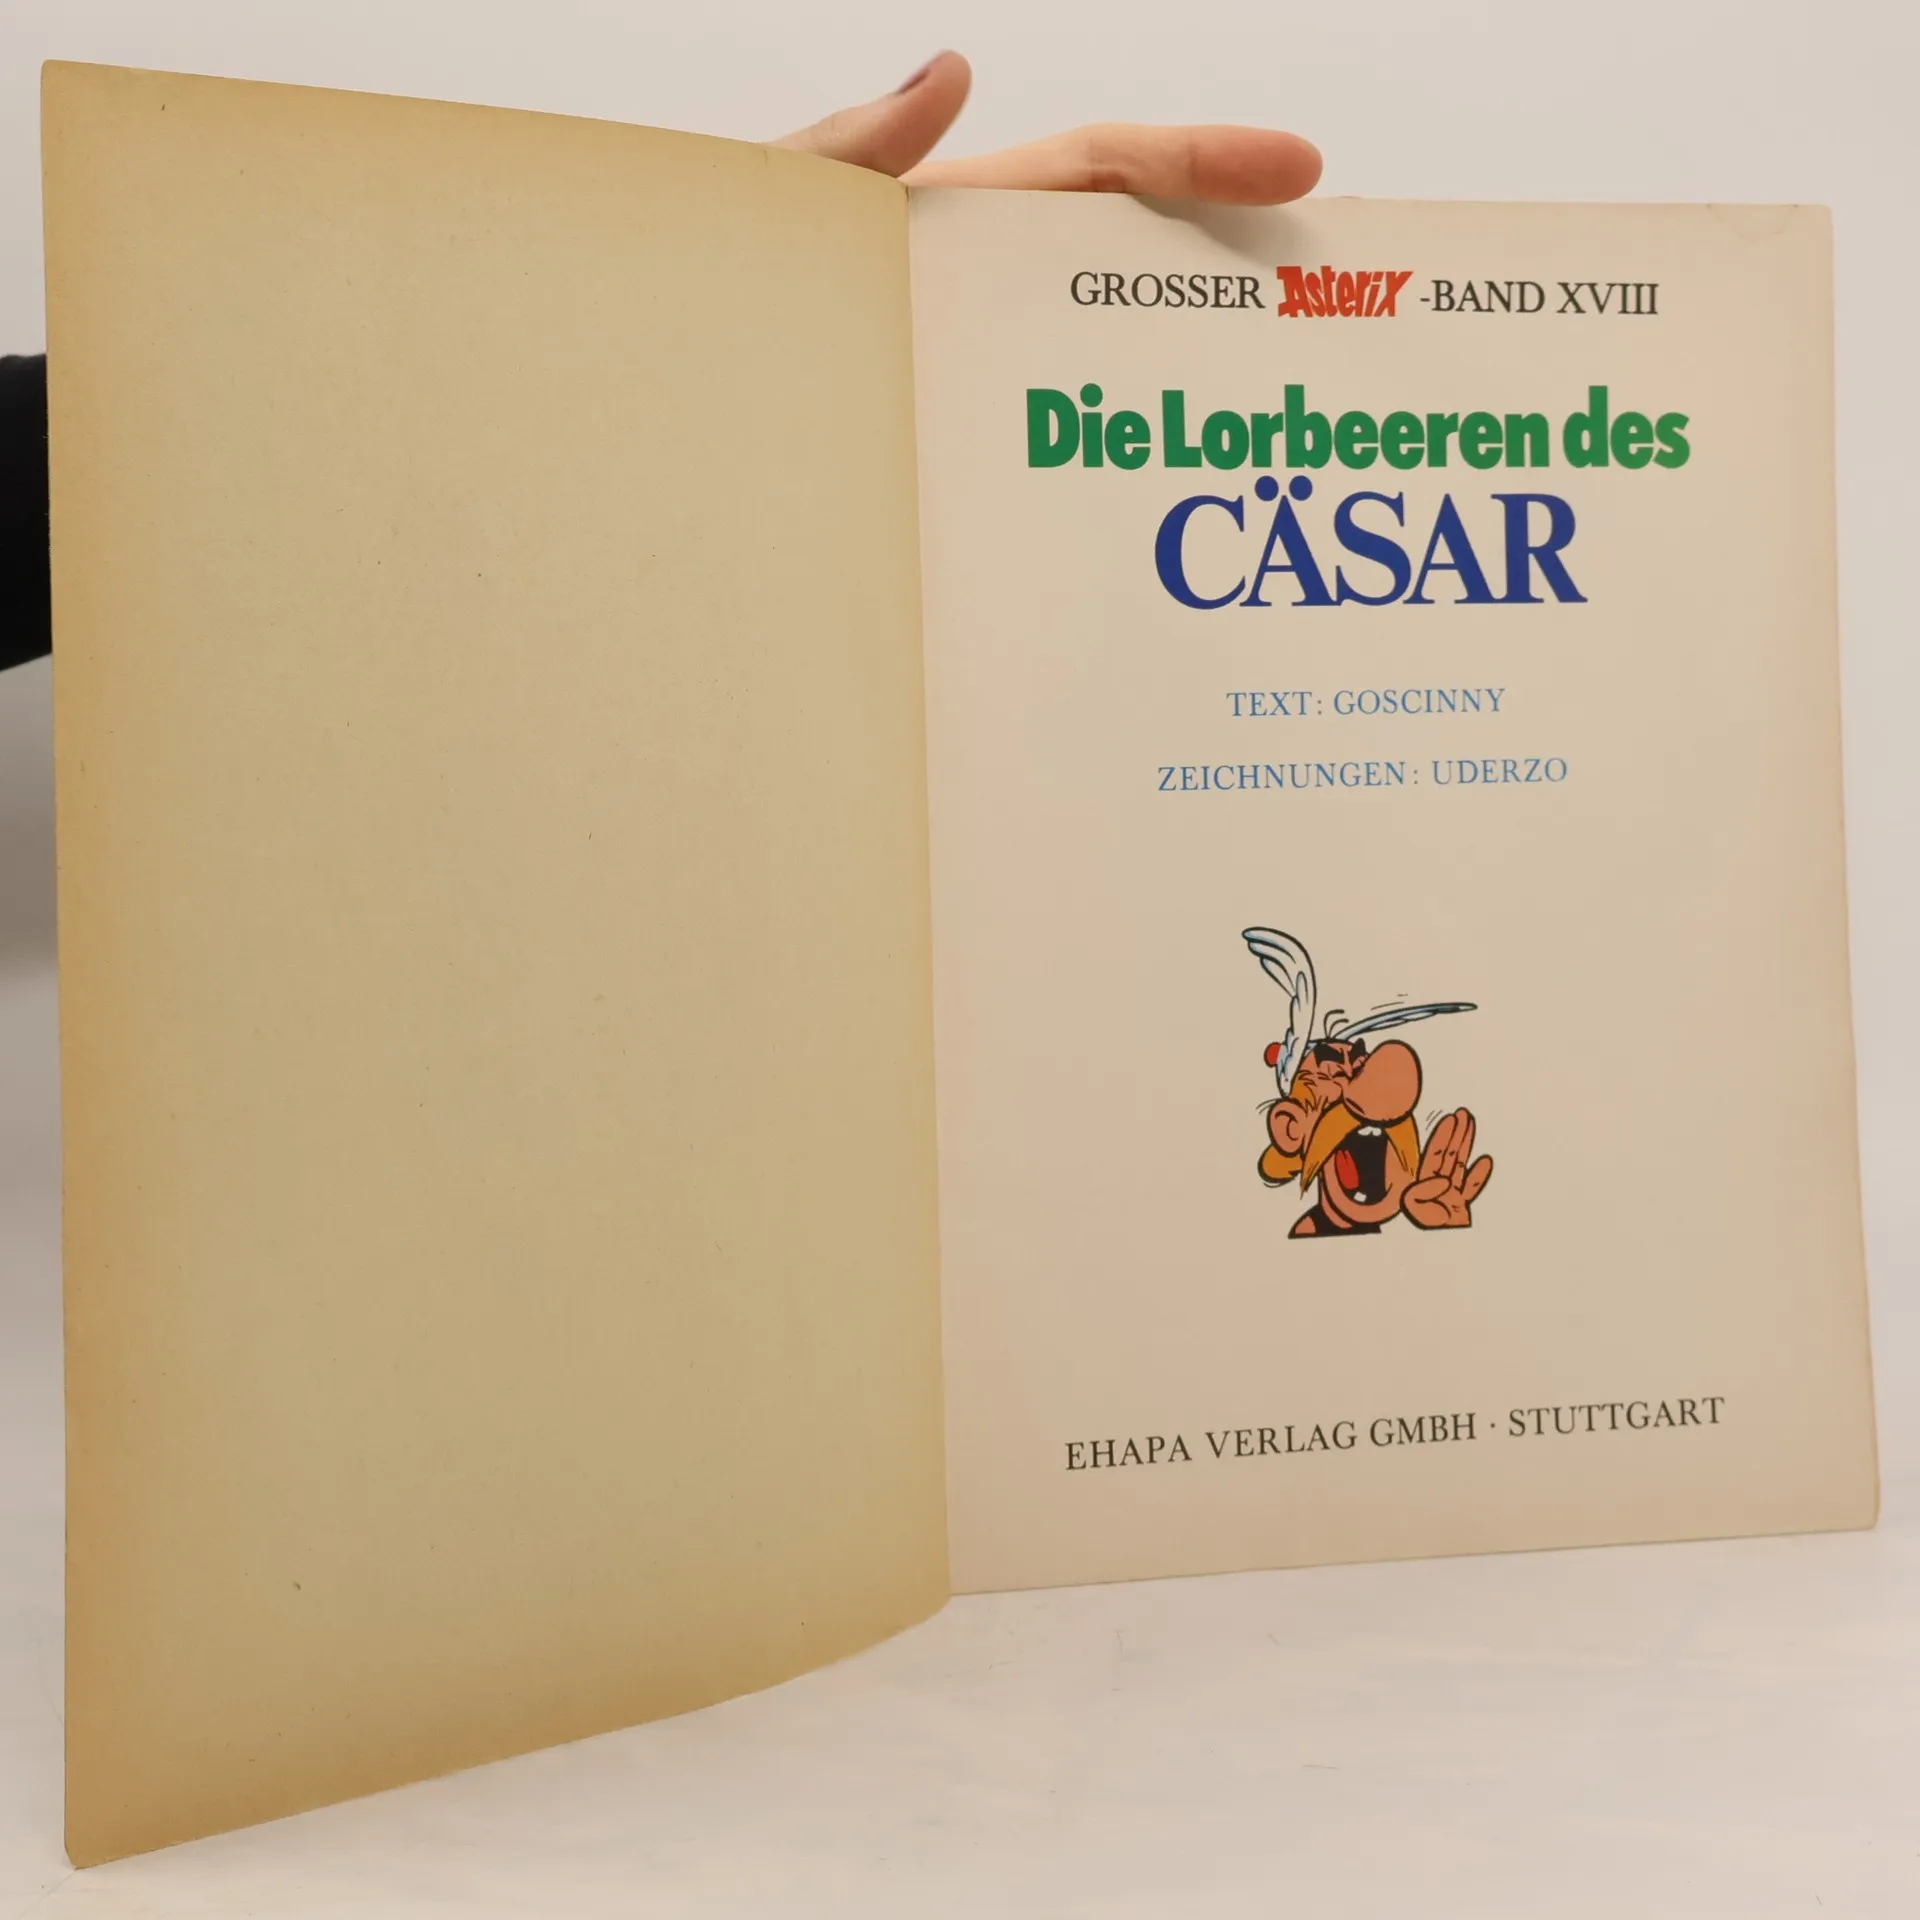 GROSSER Asterix -BAND XVIII
Die Lorbeeren des
CÄSAR
TEXT: GOSCINNY
ZEICHNUNGEN: UDERZO
EHAPA VERLAG GMBH · STUTTGART